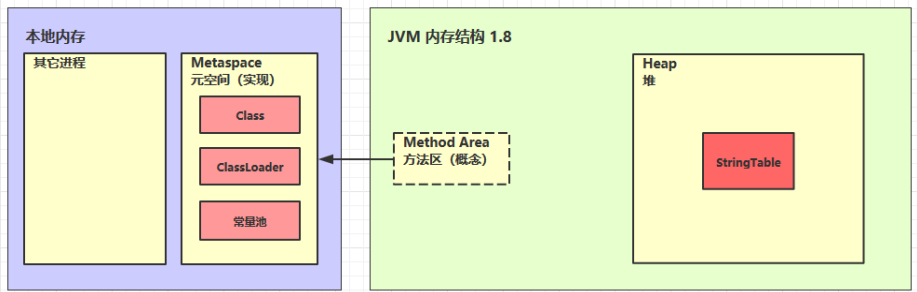 本地内存
其它进程
Metaspace
元空间（实现）
Class
ClassLoader
常量池
JVM 内存结构 1.8
Method Area
方法区（概念）
Heap
堆
StringTable